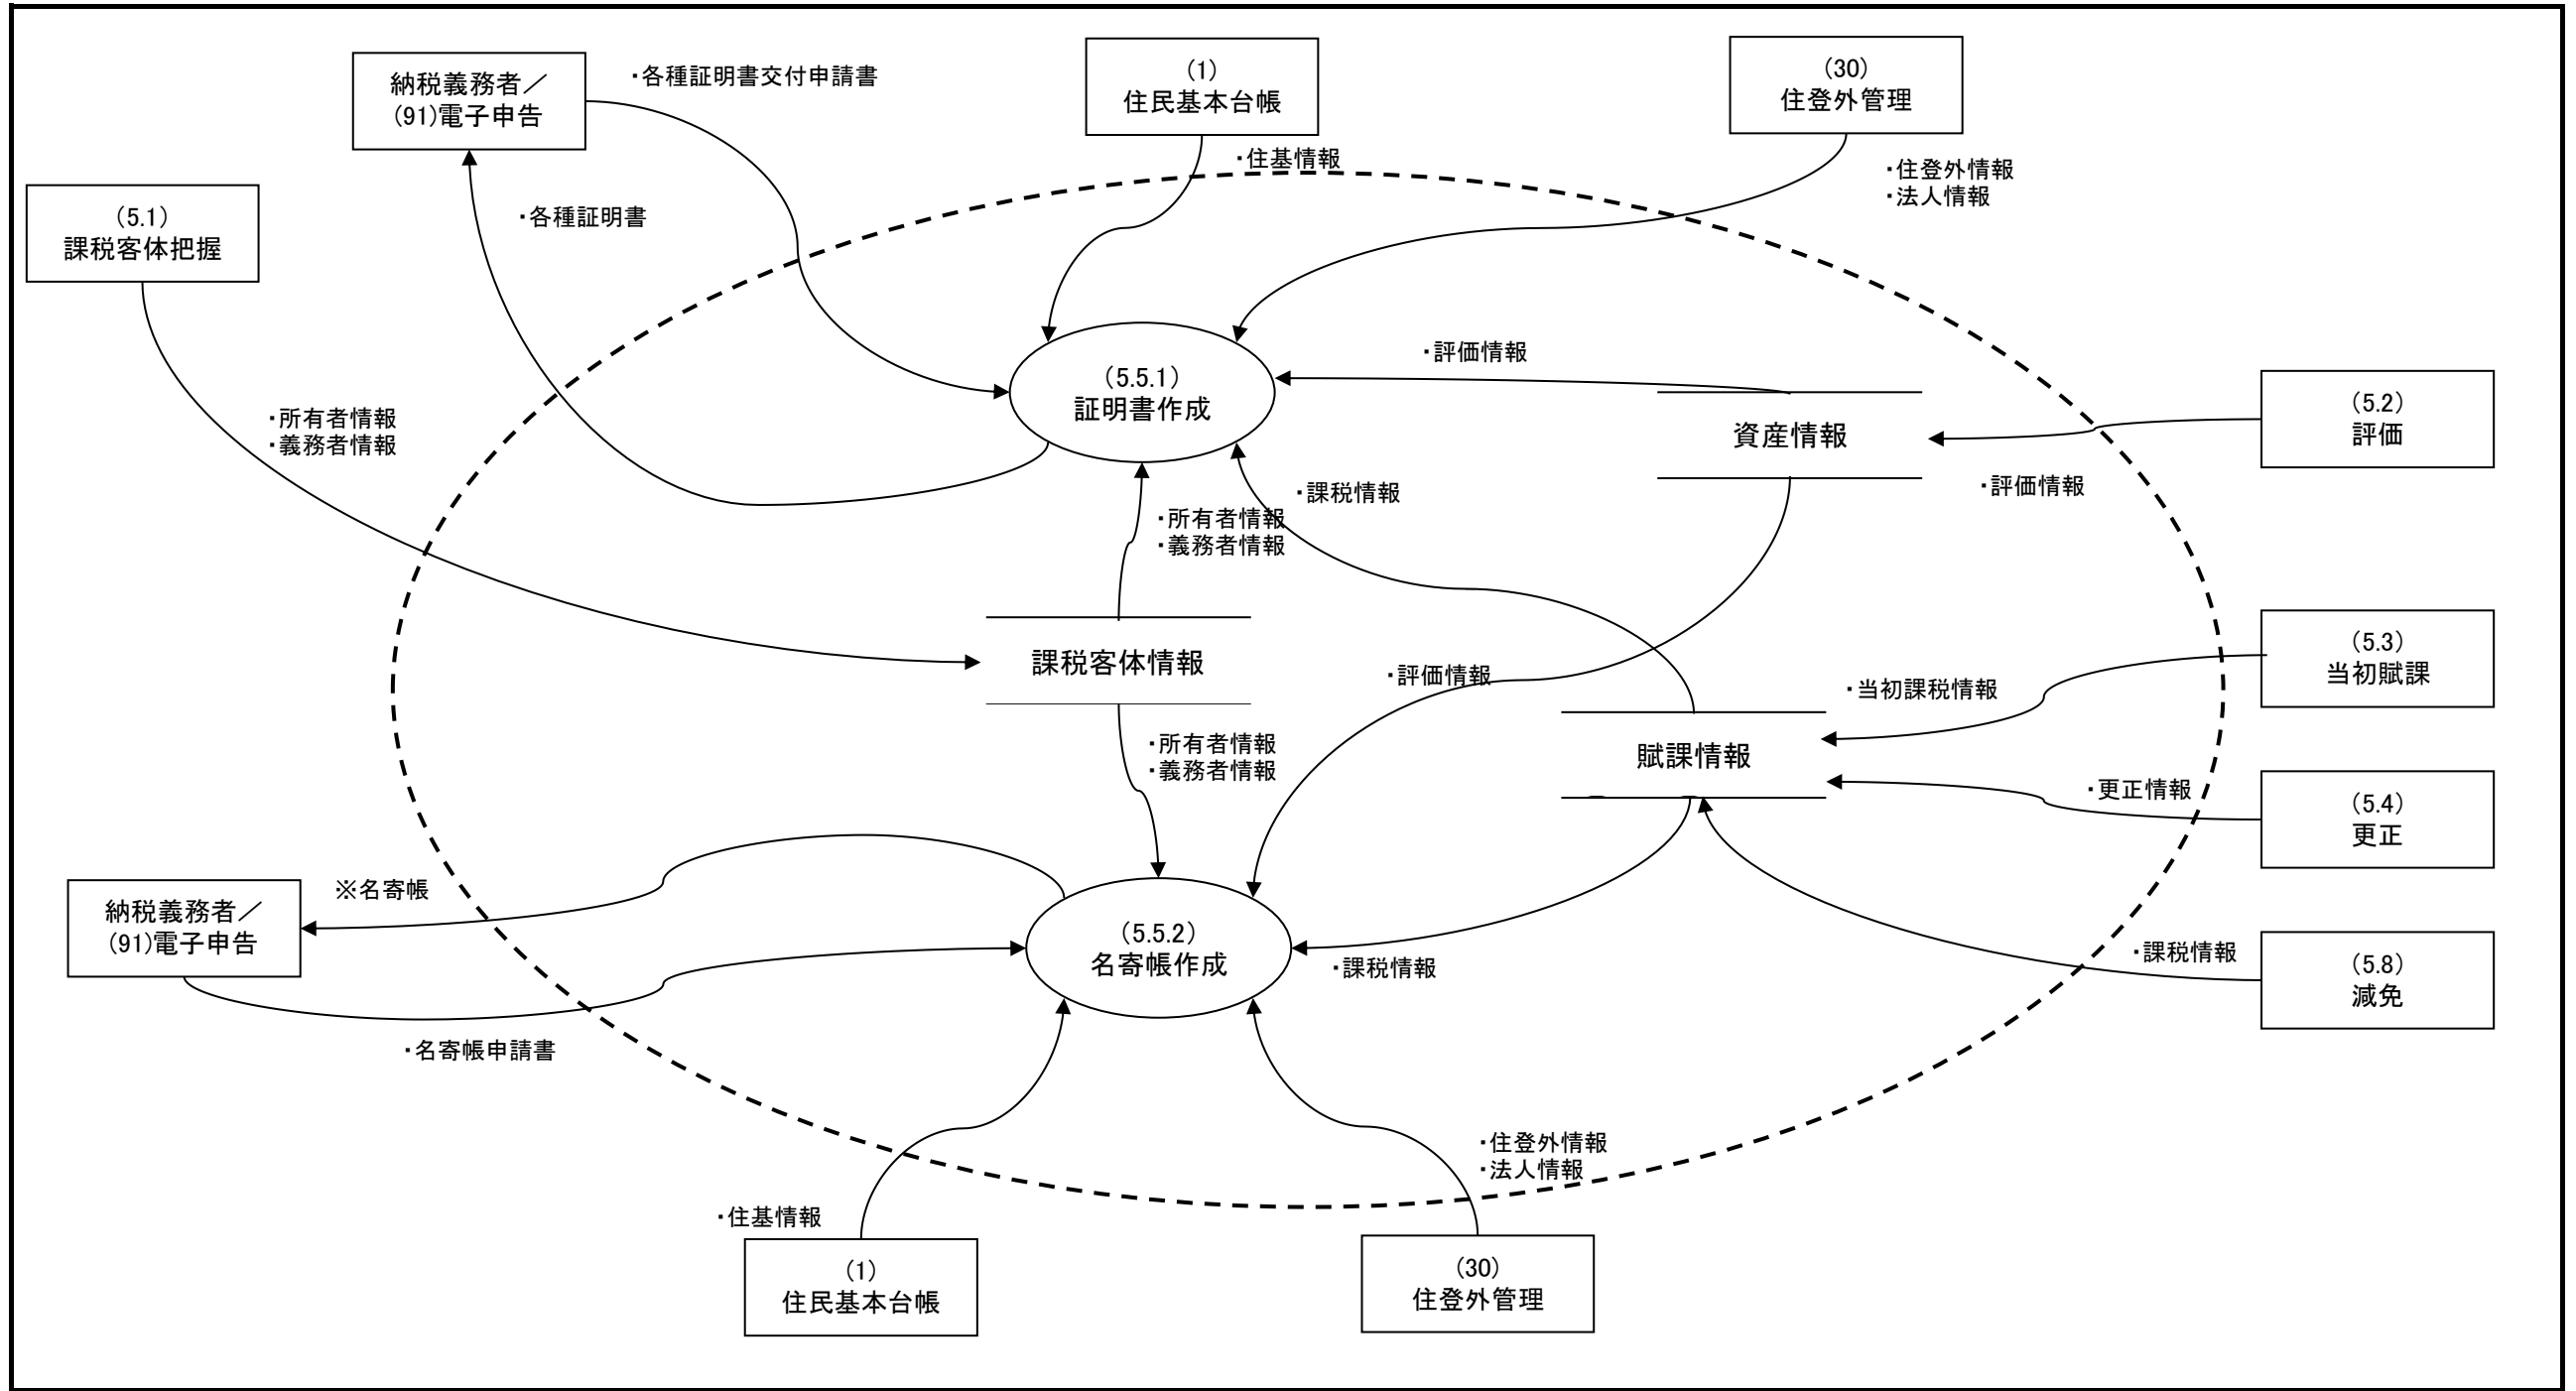 納税義務者／
(91)電子申告
・各種証明書交付申請書
(1)
住民基本台帳
(30)
住登外管理
・住基情報
・住登外情報
・法人情報
(5.1)
課税客体把握
・各種証明書
(5.5.1)
証明書作成
・評価情報
資産情報
(5.2)
評価
・評価情報
・所有者情報
・義務者情報
・課税情報
・所有者情報
・義務者情報
課税客体情報
・評価情報
(5.3)
当初賦課
・当初課税情報
賦課情報
・所有者情報
・義務者情報
・更正情報
(5.4)
更正
納税義務者／
(91)電子申告
※名寄帳
(5.5.2)
名寄帳作成
・課税情報
・課税情報
(5.8)
減免
・名寄帳申請書
・住登外情報
・法人情報
・住基情報
(1)
住民基本台帳
(30)
住登外管理